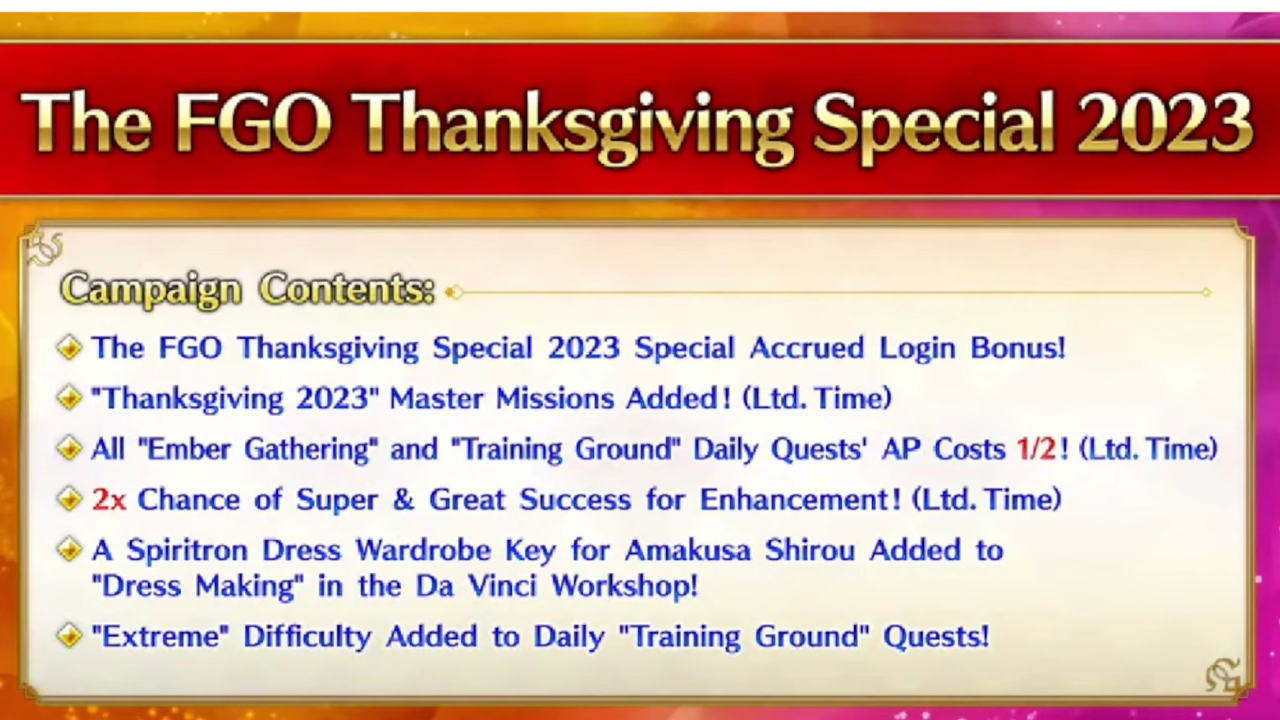 The FGO Thanksgiving Special 2023
Campaign Contents:
The FGO Thanksgiving Special 2023 Special Accrued Login Bonus!
"Thanksgiving 2023" Master Missions Added! (Ltd. Time)
All "Ember Gathering" and "Training Ground" Daily Quests' AP Costs 1/2! (Ltd. Time)
2x Chance of Super & Great Success for Enhancement! (Ltd. Time)
A Spiritron Dress Wardrobe Key for Amakusa Shirou Added to
"Dress Making" in the Da Vinci Workshop!
"Extreme" Difficulty Added to Daily "Training Ground" Quests!